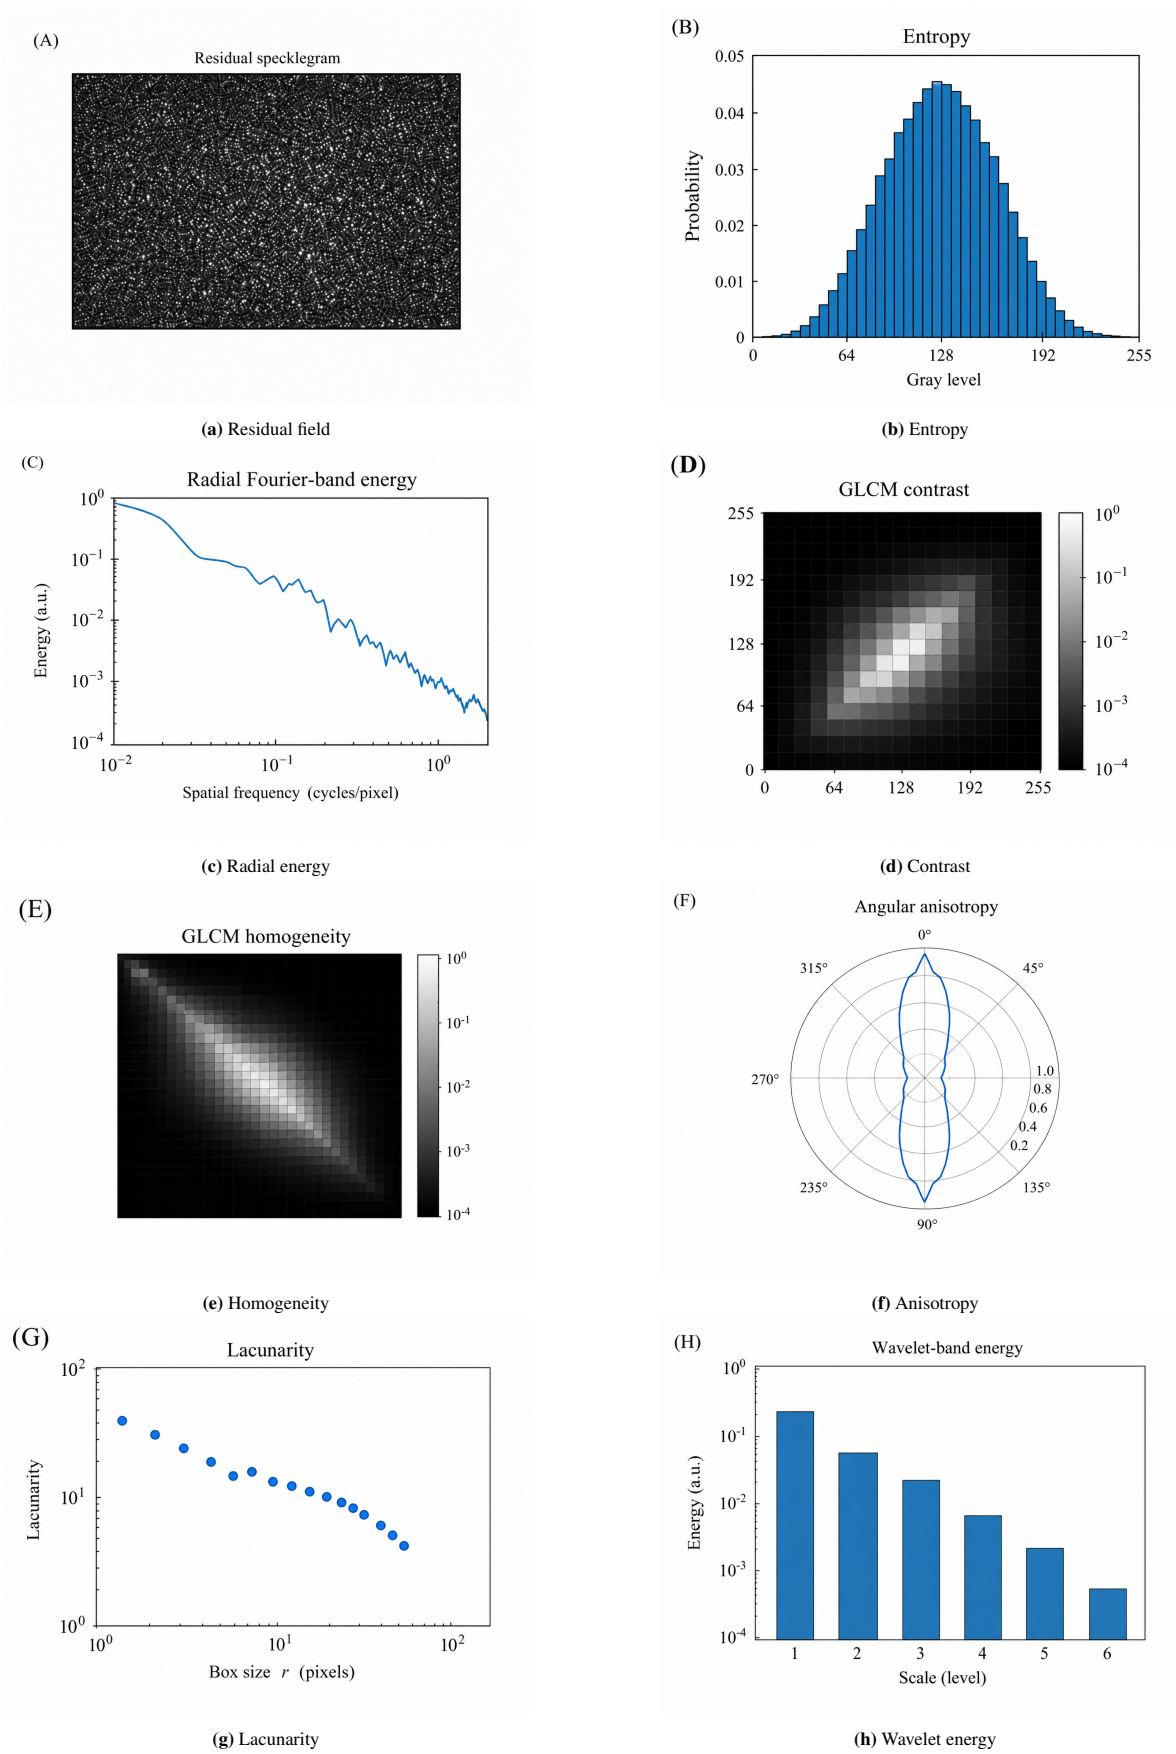 (A)
Residual specklegram
(a) Residual field
(B)
Entropy
0.05
0.04
0.03
0.02
0.01
0
Probability
0 64 128 192 255
Gray level
(b) Entropy
(C)
Radial Fourier-band energy
10^0
10^-1
10^-2
10^-3
10^-4
Energy (a.u.)
10^-2 10^-1 10^0
Spatial frequency (cycles/pixel)
(c) Radial energy
(D)
GLCM contrast
255
192
128
64
0
0 64 128 192 255
10^0
10^-1
10^-2
10^-3
10^-4
(d) Contrast
(E)
GLCM homogeneity
10^0
10^-1
10^-2
10^-3
10^-4
(e) Homogeneity
(F)
Angular anisotropy
0°
315° 45°
270°
1.0
0.8
0.6
0.4
0.2
235° 135°
90°
(f) Anisotropy
(G)
Lacunarity
10^2
10^1
10^0
Lacunarity
10^0 10^1 10^2
Box size r (pixels)
(g) Lacunarity
(H)
Wavelet-band energy
10^0
10^-1
10^-2
10^-3
10^-4
Energy (a.u.)
1 2 3 4 5 6
Scale (level)
(h) Wavelet energy